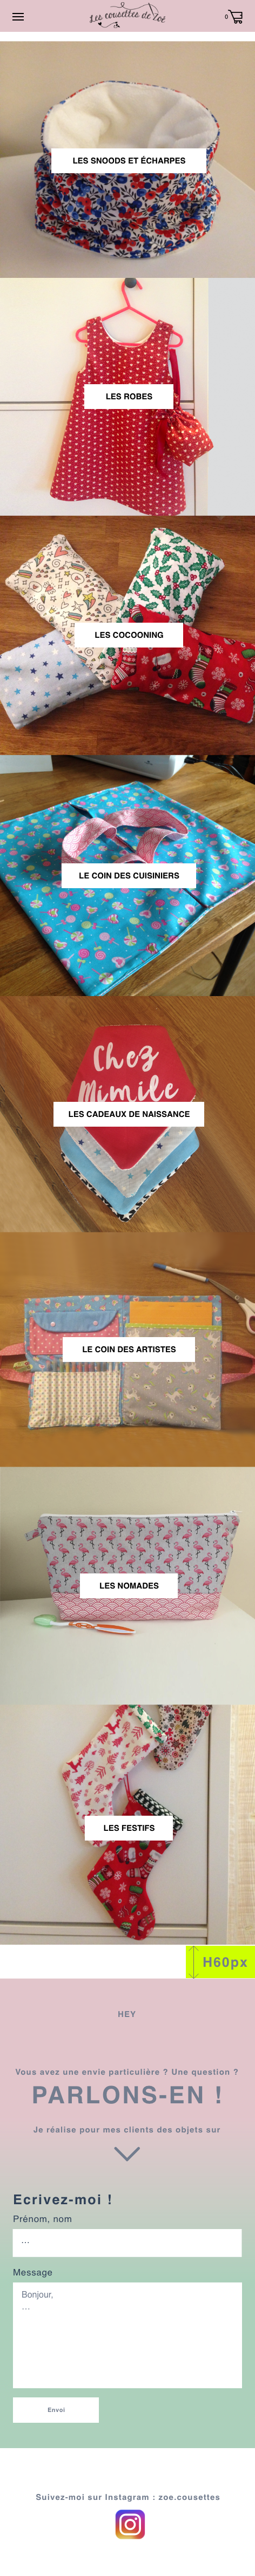 Les cousettes de Zoé
0
LES SNOODS ET ÉCHARPES
LES ROBES
LES COCOONING
LE COIN DES CUISINIERS
Chez
Mimile
LES CADEAUX DE NAISSANCE
LE COIN DES ARTISTES
LES NOMADES
LES FESTIFS
H60px
HEY
Vous avez une envie particulière ? Une question ?
PARLONS-EN !
Je réalise pour mes clients des objets sur
Ecrivez-moi !
Prénom, nom
...
Message
Bonjour,
...
Envoi
Suivez-moi sur Instagram : zoe.cousettes